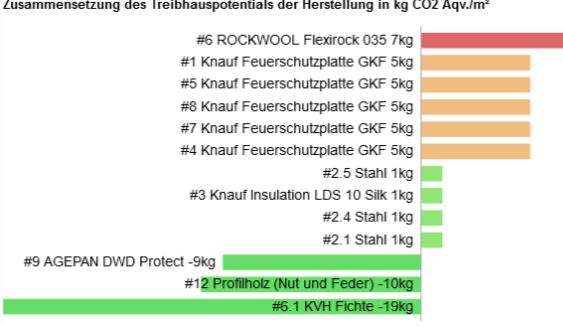 Zusammensetzung des Treibhauspotentials der Herstellung in kg CO2 Äqv./m²
#6 ROCKWOOL Flexirock 035 7kg
#1 Knauf Feuerschutzplatte GKF 5kg
#5 Knauf Feuerschutzplatte GKF 5kg
#8 Knauf Feuerschutzplatte GKF 5kg
#7 Knauf Feuerschutzplatte GKF 5kg
#4 Knauf Feuerschutzplatte GKF 5kg
#2.5 Stahl 1kg
#3 Knauf Insulation LDS 10 Silk 1kg
#2.4 Stahl 1kg
#2.1 Stahl 1kg
#9 AGEPAN DWD Protect -9kg
#12 Profilholz (Nut und Feder) -10kg
#6.1 KVH Fichte -19kg